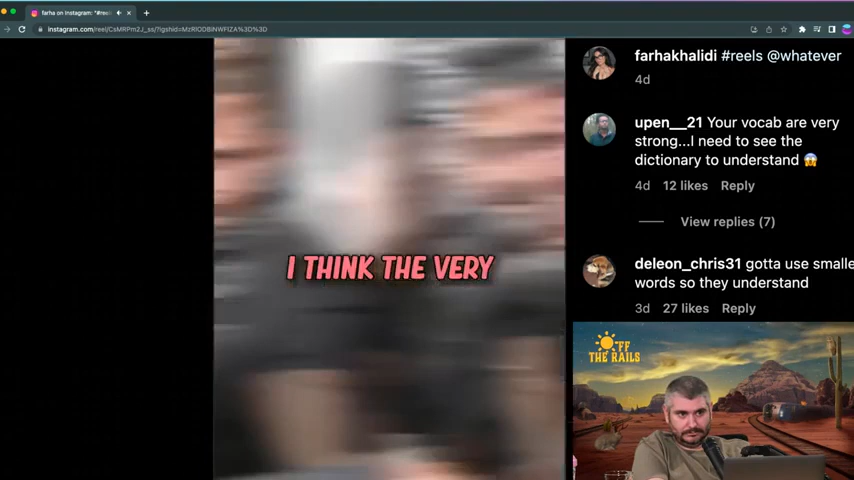 farha on Instagram: "#reels
instagram.com/reel/CsMRPm2J_ss/?igshid=MzRlODBiNWFlZA%3D%3D
I THINK THE VERY
farhakhalidi #reels @whatever
4d
upen__21 Your vocab are very
strong...I need to see the
dictionary to understand 😱
4d 12 likes Reply
View replies (7)
deleon_chris31 gotta use smalle
words so they understand
3d 27 likes Reply
OFF
THE RAILS